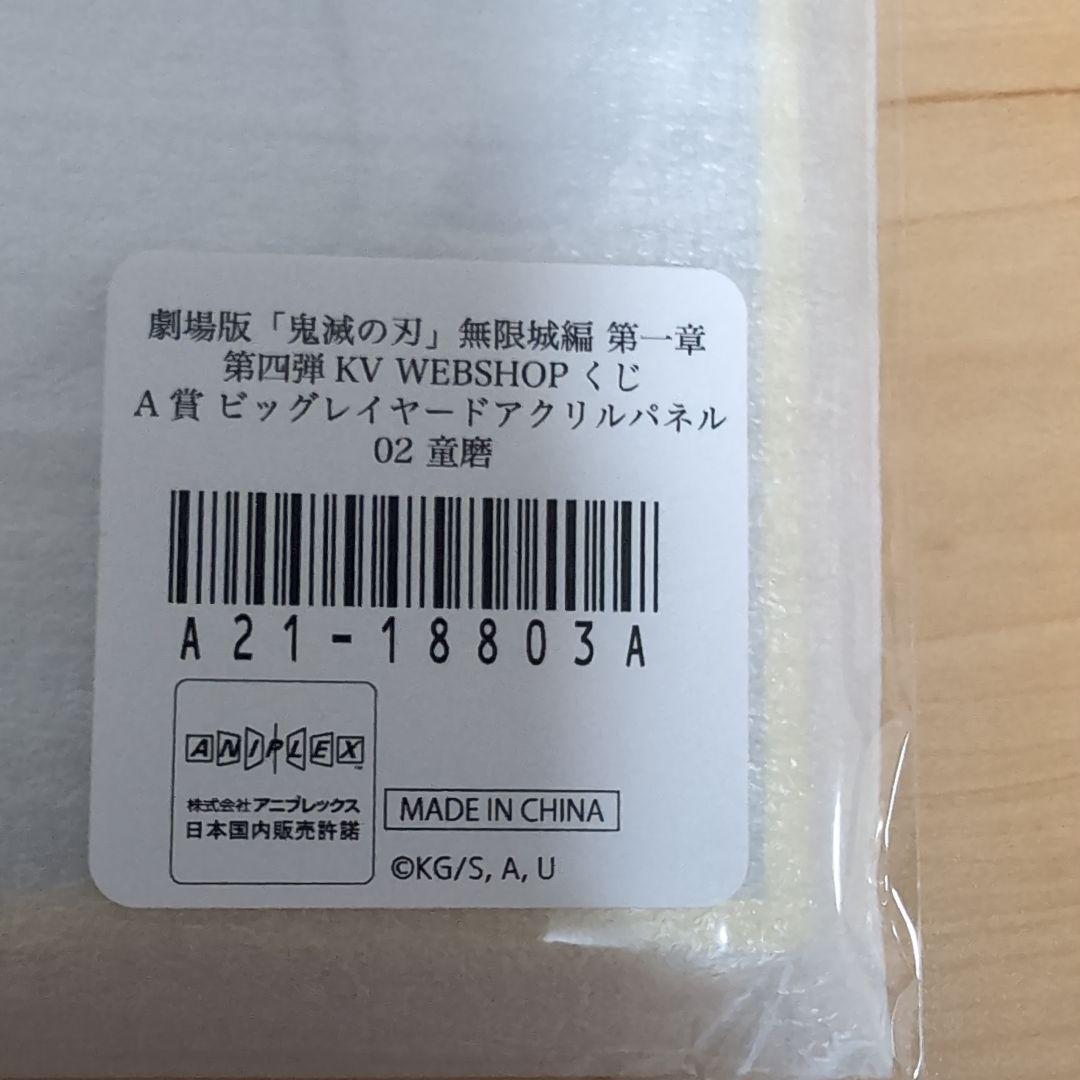 劇場版「鬼滅の刃」無限城編 第一章
第四弾 KV WEBSHOP くじ
A 賞 ビッグレイヤードアクリルパネル
02 童磨
A21-18803A
ANIPLEX
株式会社アニプレックス
日本国内販売許諾
MADE IN CHINA
©KG/S, A, U